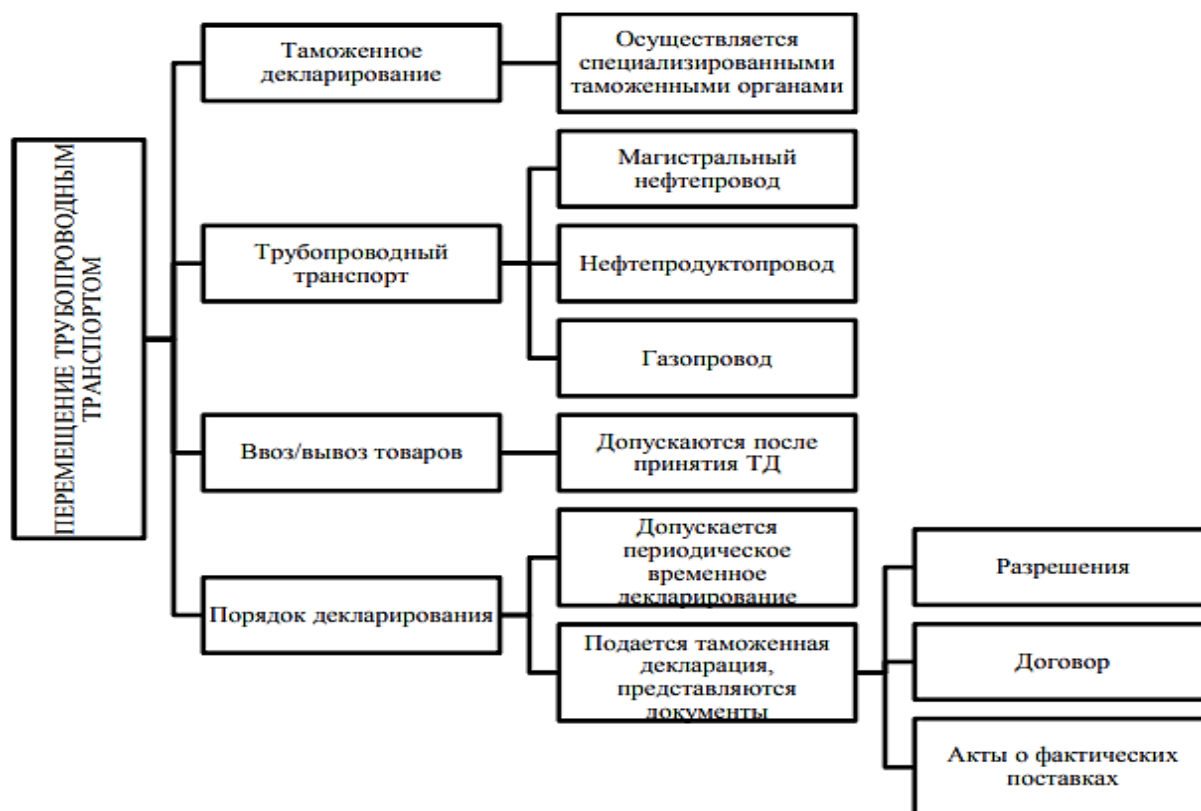 ПЕРЕМЕЩЕНИЕ ТРУБОПРОВОДНЫМ
ТРАНСПОРТОМ
Таможенное
декларирование
Осуществляется
специализированными
таможенными органами
Трубопроводный
транспорт
Магистральный
нефтепровод
Нефтепродуктопровод
Газопровод
Ввоз/вывоз товаров
Допускаются после
принятия ТД
Порядок декларирования
Допускается
периодическое
временное
декларирование
Подается таможенная
декларация,
представляются
документы
Разрешения
Договор
Акты о фактических
поставках